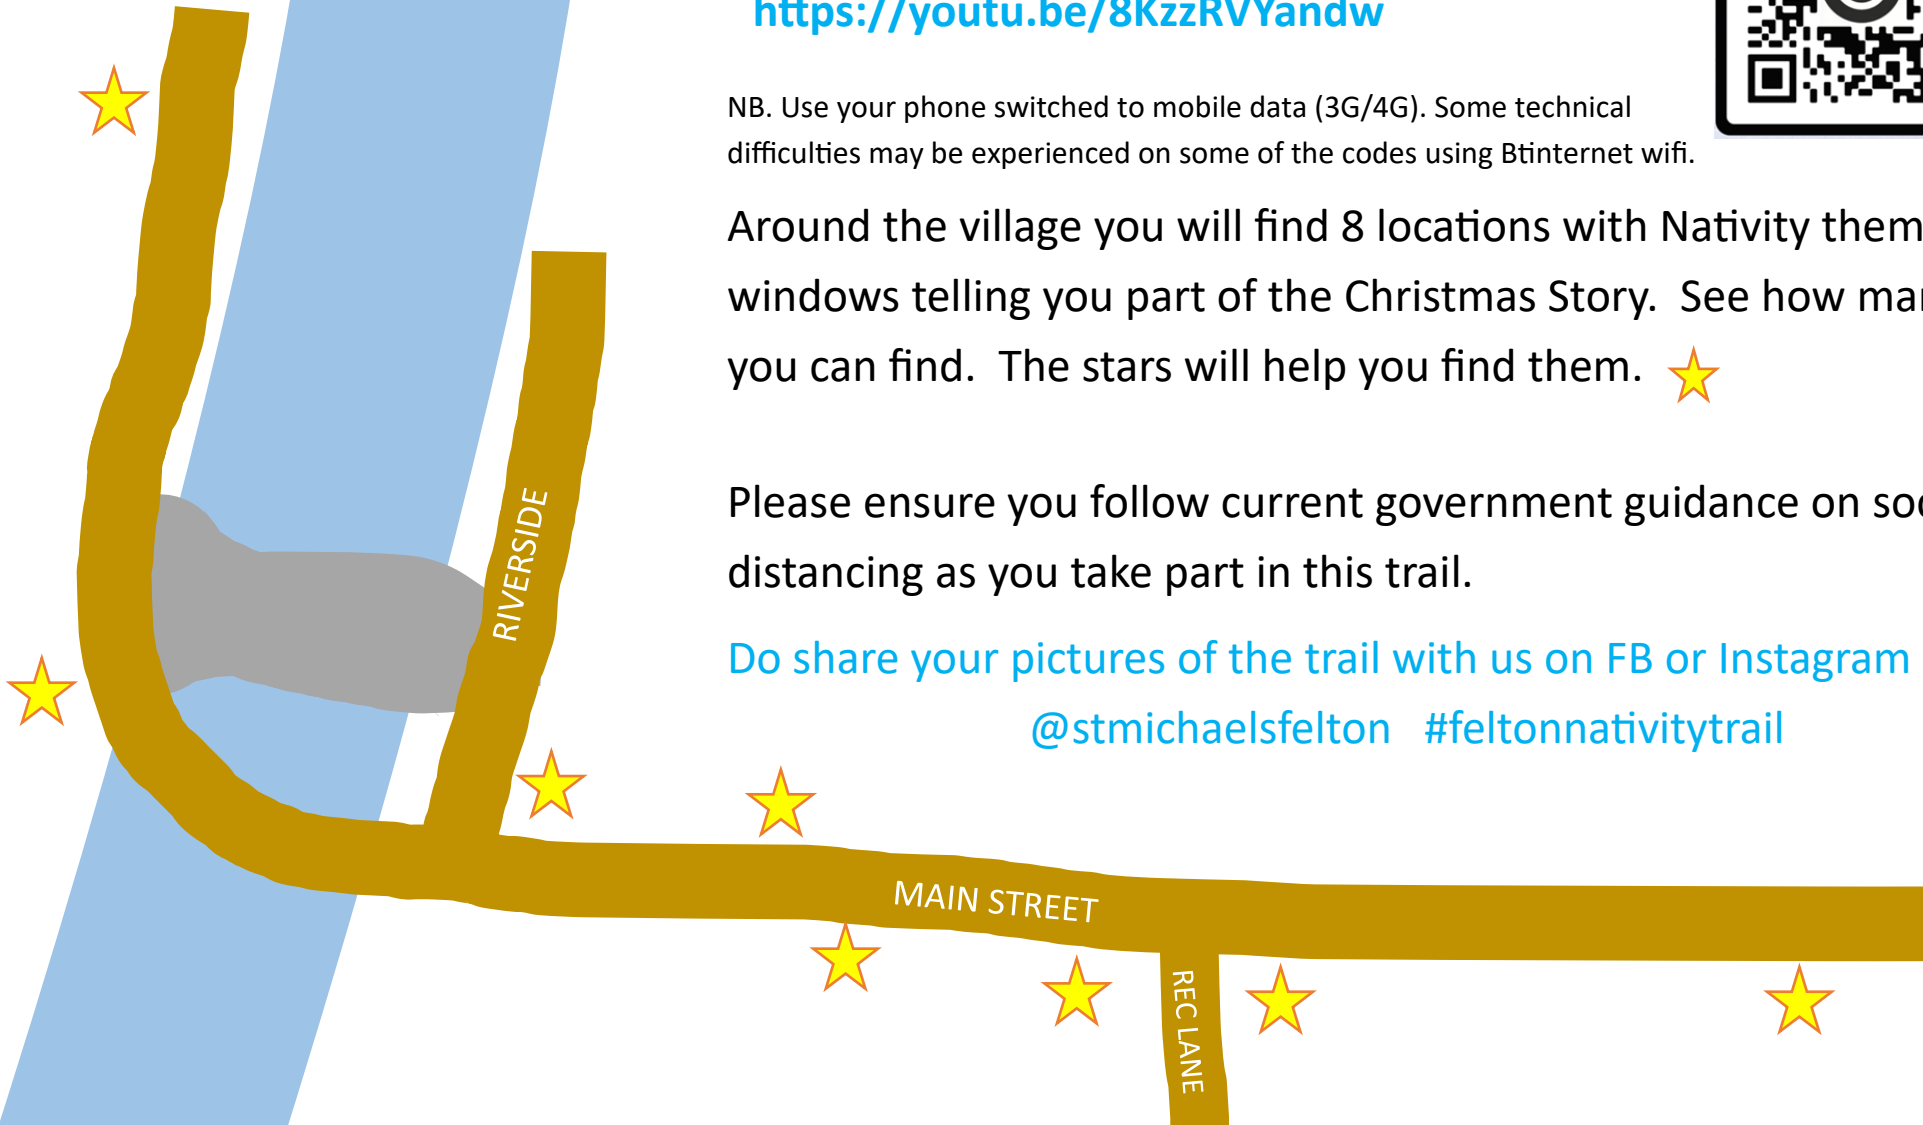 https://youtu.be/8KzzRVYandw
NB. Use your phone switched to mobile data (3G/4G). Some technical
difficulties may be experienced on some of the codes using Btinternet wifi.
Around the village you will find 8 locations with Nativity them
windows telling you part of the Christmas Story. See how mar
you can find. The stars will help you find them.
Please ensure you follow current government guidance on soc
distancing as you take part in this trail.
Do share your pictures of the trail with us on FB or Instagram
@stmichaelsfelton #feltonnativitytrail
RIVERSIDE
MAIN STREET
REC LANE